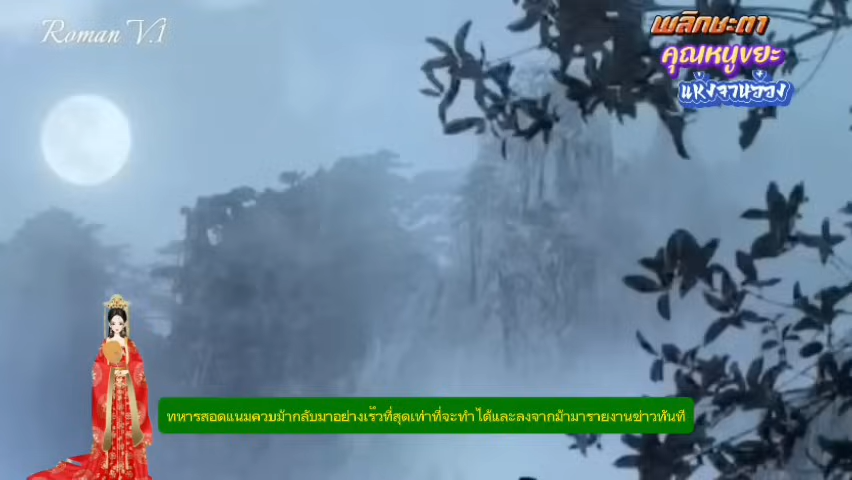 Roman V.1
พลิกชะตา
คุณหนูขยะ
แห่งจวนอ๋อง
ทหารสอดแนมควบม้ากลับมาอย่างเร็วที่สุดเท่าที่จะทำได้และลงจากม้ามารายงานข่าวทันที